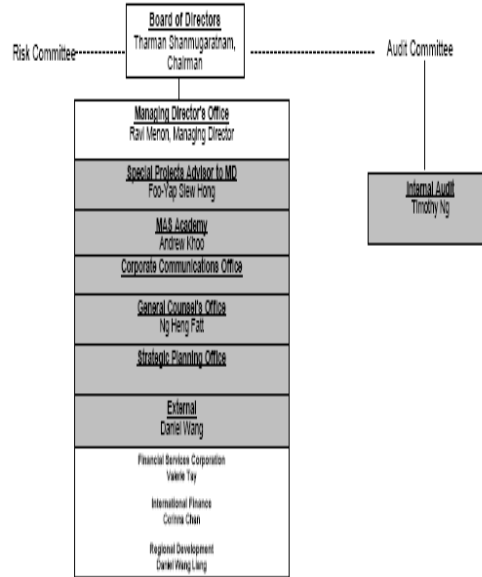 Board of Directors
Tharman Shanmugaratnam,
Chairman
Risk Committee
Audit Committee
Managing Director's Office
Ravi Menon, Managing Director
Special Projects Advisor to MD
Foo-Yap Siew Hong
MAS Academy
Andrew Khoo
Corporate Communications Office
General Counsel's Office
Ng Heng Fatt
Strategic Planning Office
External
Daniel Wang
Financial Services Corporation
Valerie Tay
International Finance
Corinna Chan
Regional Development
Daniel Wang Liang
Internal Audit
Timothy Ng